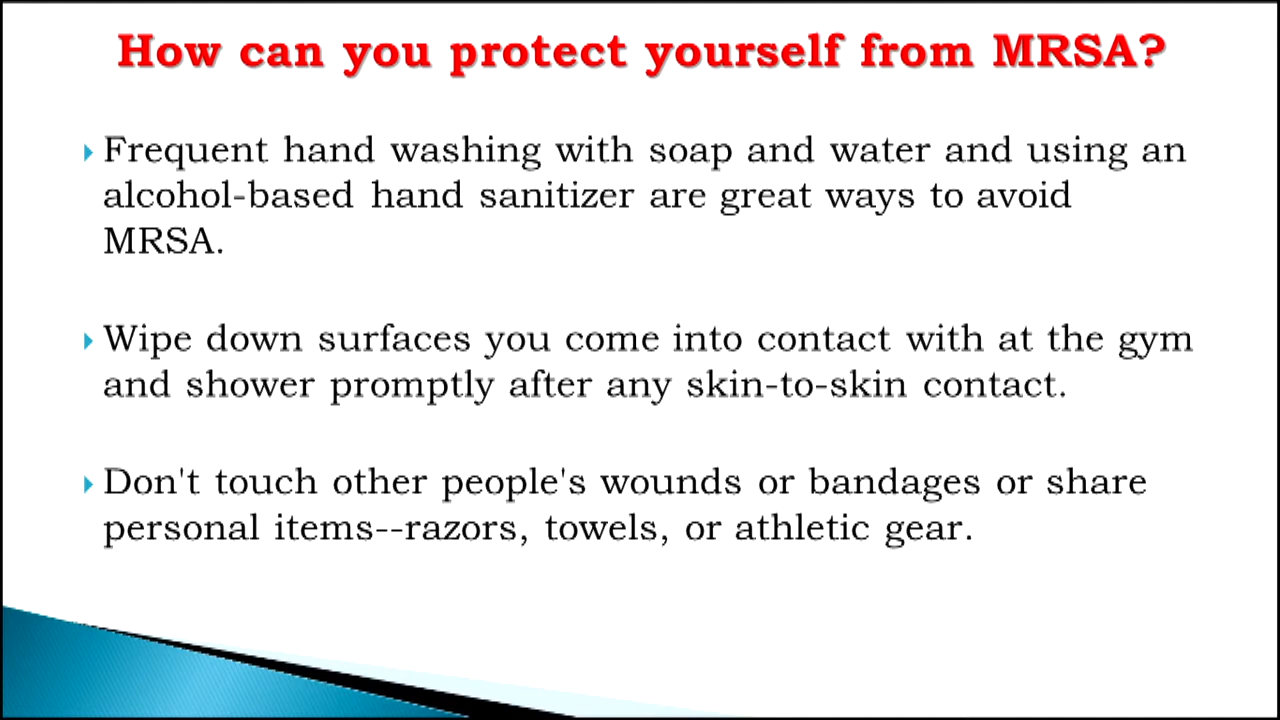 How can you protect yourself from MRSA?
Frequent hand washing with soap and water and using an
alcohol-based hand sanitizer are great ways to avoid
MRSA.
Wipe down surfaces you come into contact with at the gym
and shower promptly after any skin-to-skin contact.
Don't touch other people's wounds or bandages or share
personal items--razors, towels, or athletic gear.